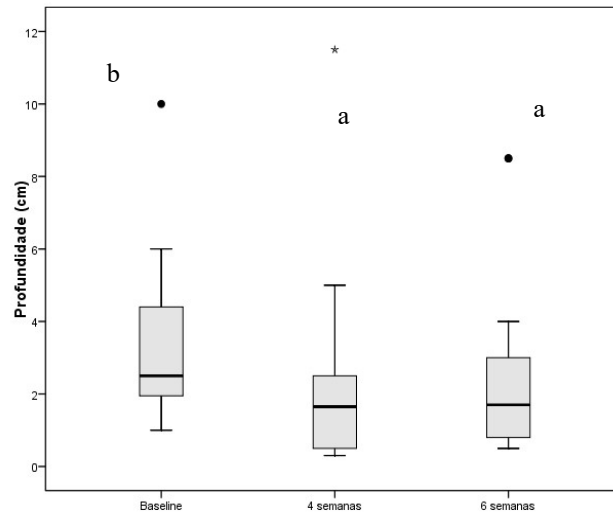 12
b
10
a
a
8
Profundidade (cm)
6
4
2
0
Baseline
4 semanas
6 semanas